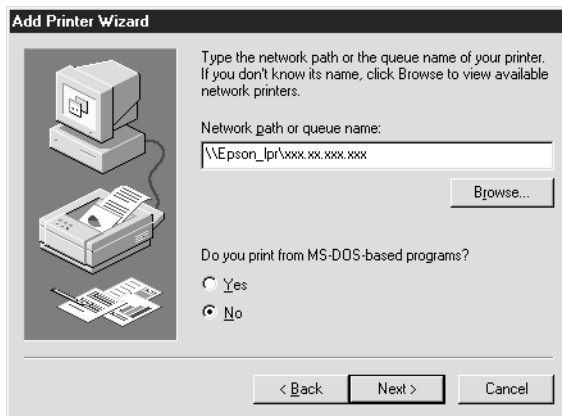 Add Printer Wizard
Type the network path or the queue name of your printer.
If you don't know its name, click Browse to view available
network printers.
Network path or queue name:
\\Epson_lpr\xxx.xx.xxx.xxx
Browse...
Do you print from MS-DOS-based programs?
Yes
No
< Back
Next >
Cancel